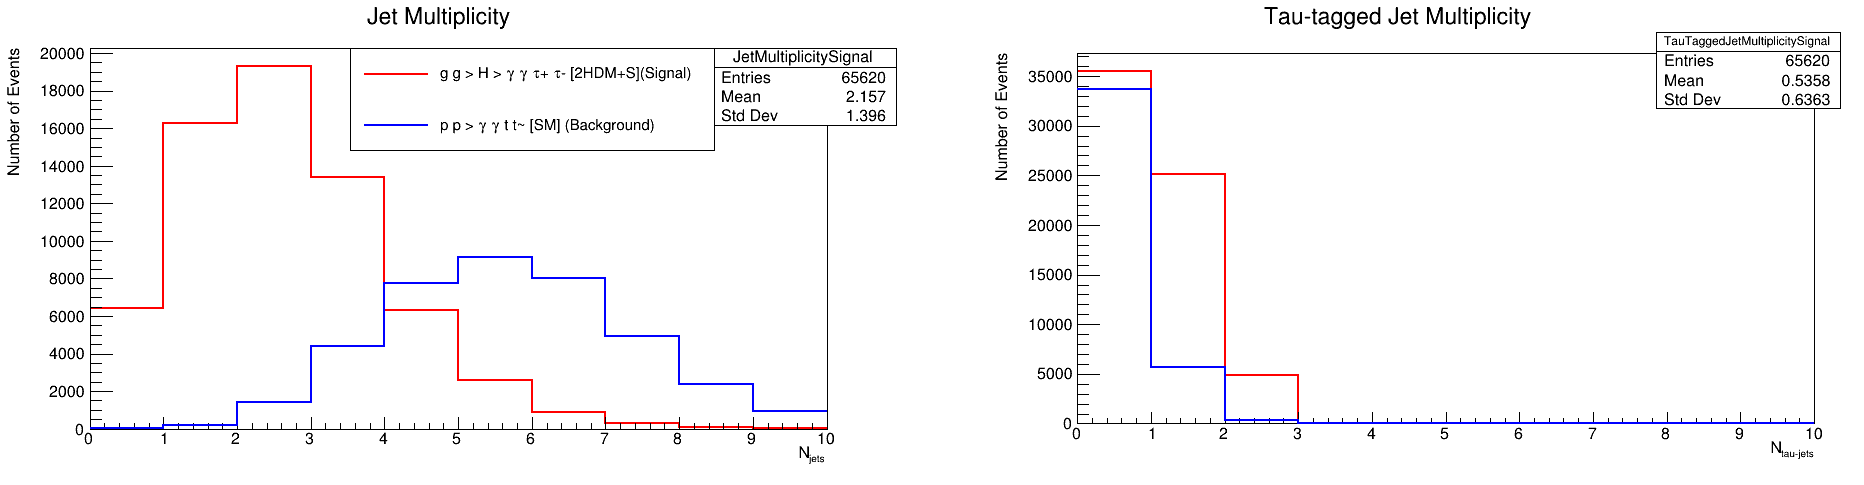 Jet Multiplicity
Number of Events
20000
18000
16000
14000
12000
10000
8000
6000
4000
2000
0
0 1 2 3 4 5 6 7 8 9 10
N jets
g g > H > γ γ τ+ τ- [2HDM+S](Signal)
p p > γ γ t t~ [SM] (Background)
JetMultiplicitySignal
Entries 65620
Mean 2.157
Std Dev 1.396
Tau-tagged Jet Multiplicity
Number of Events
35000
30000
25000
20000
15000
10000
5000
0
0 1 2 3 4 5 6 7 8 9 10
N tau-jets
TauTaggedJetMultiplicitySignal
Entries 65620
Mean 0.5358
Std Dev 0.6363